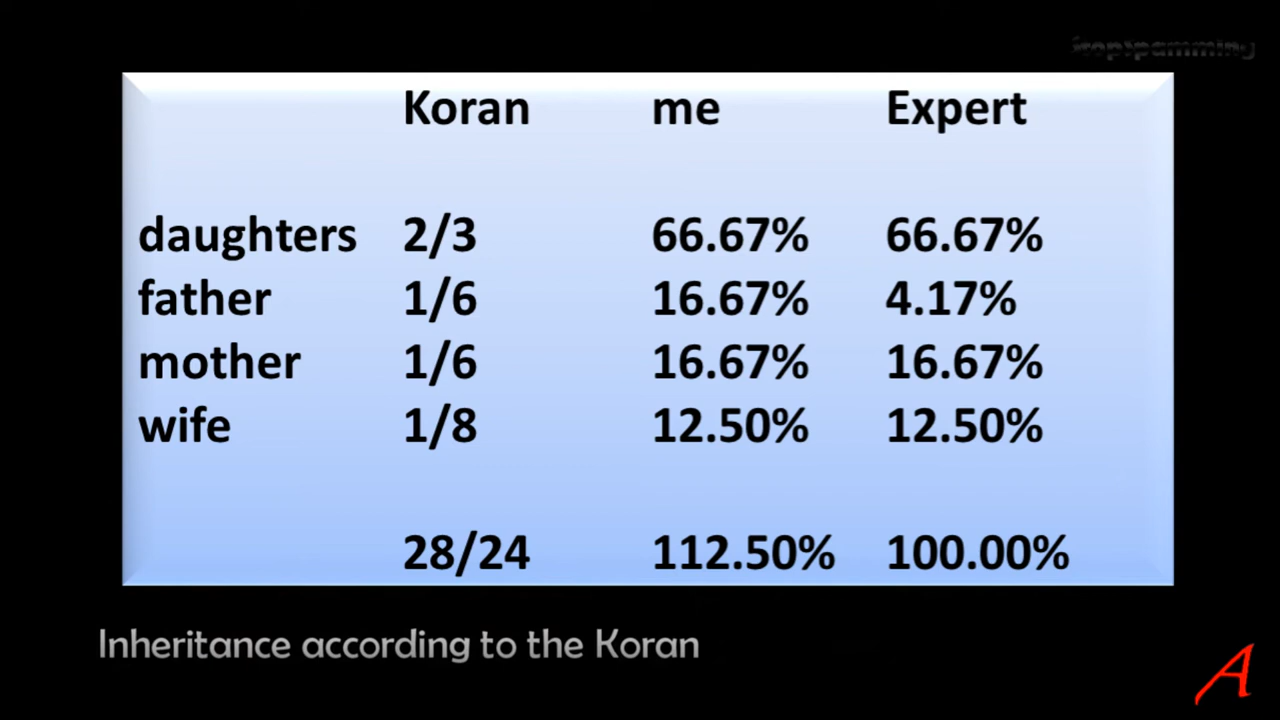 StopSpamming
Koran me Expert
daughters 2/3 66.67% 66.67%
father 1/6 16.67% 4.17%
mother 1/6 16.67% 16.67%
wife 1/8 12.50% 12.50%
28/24 112.50% 100.00%
Inheritance according to the Koran
A